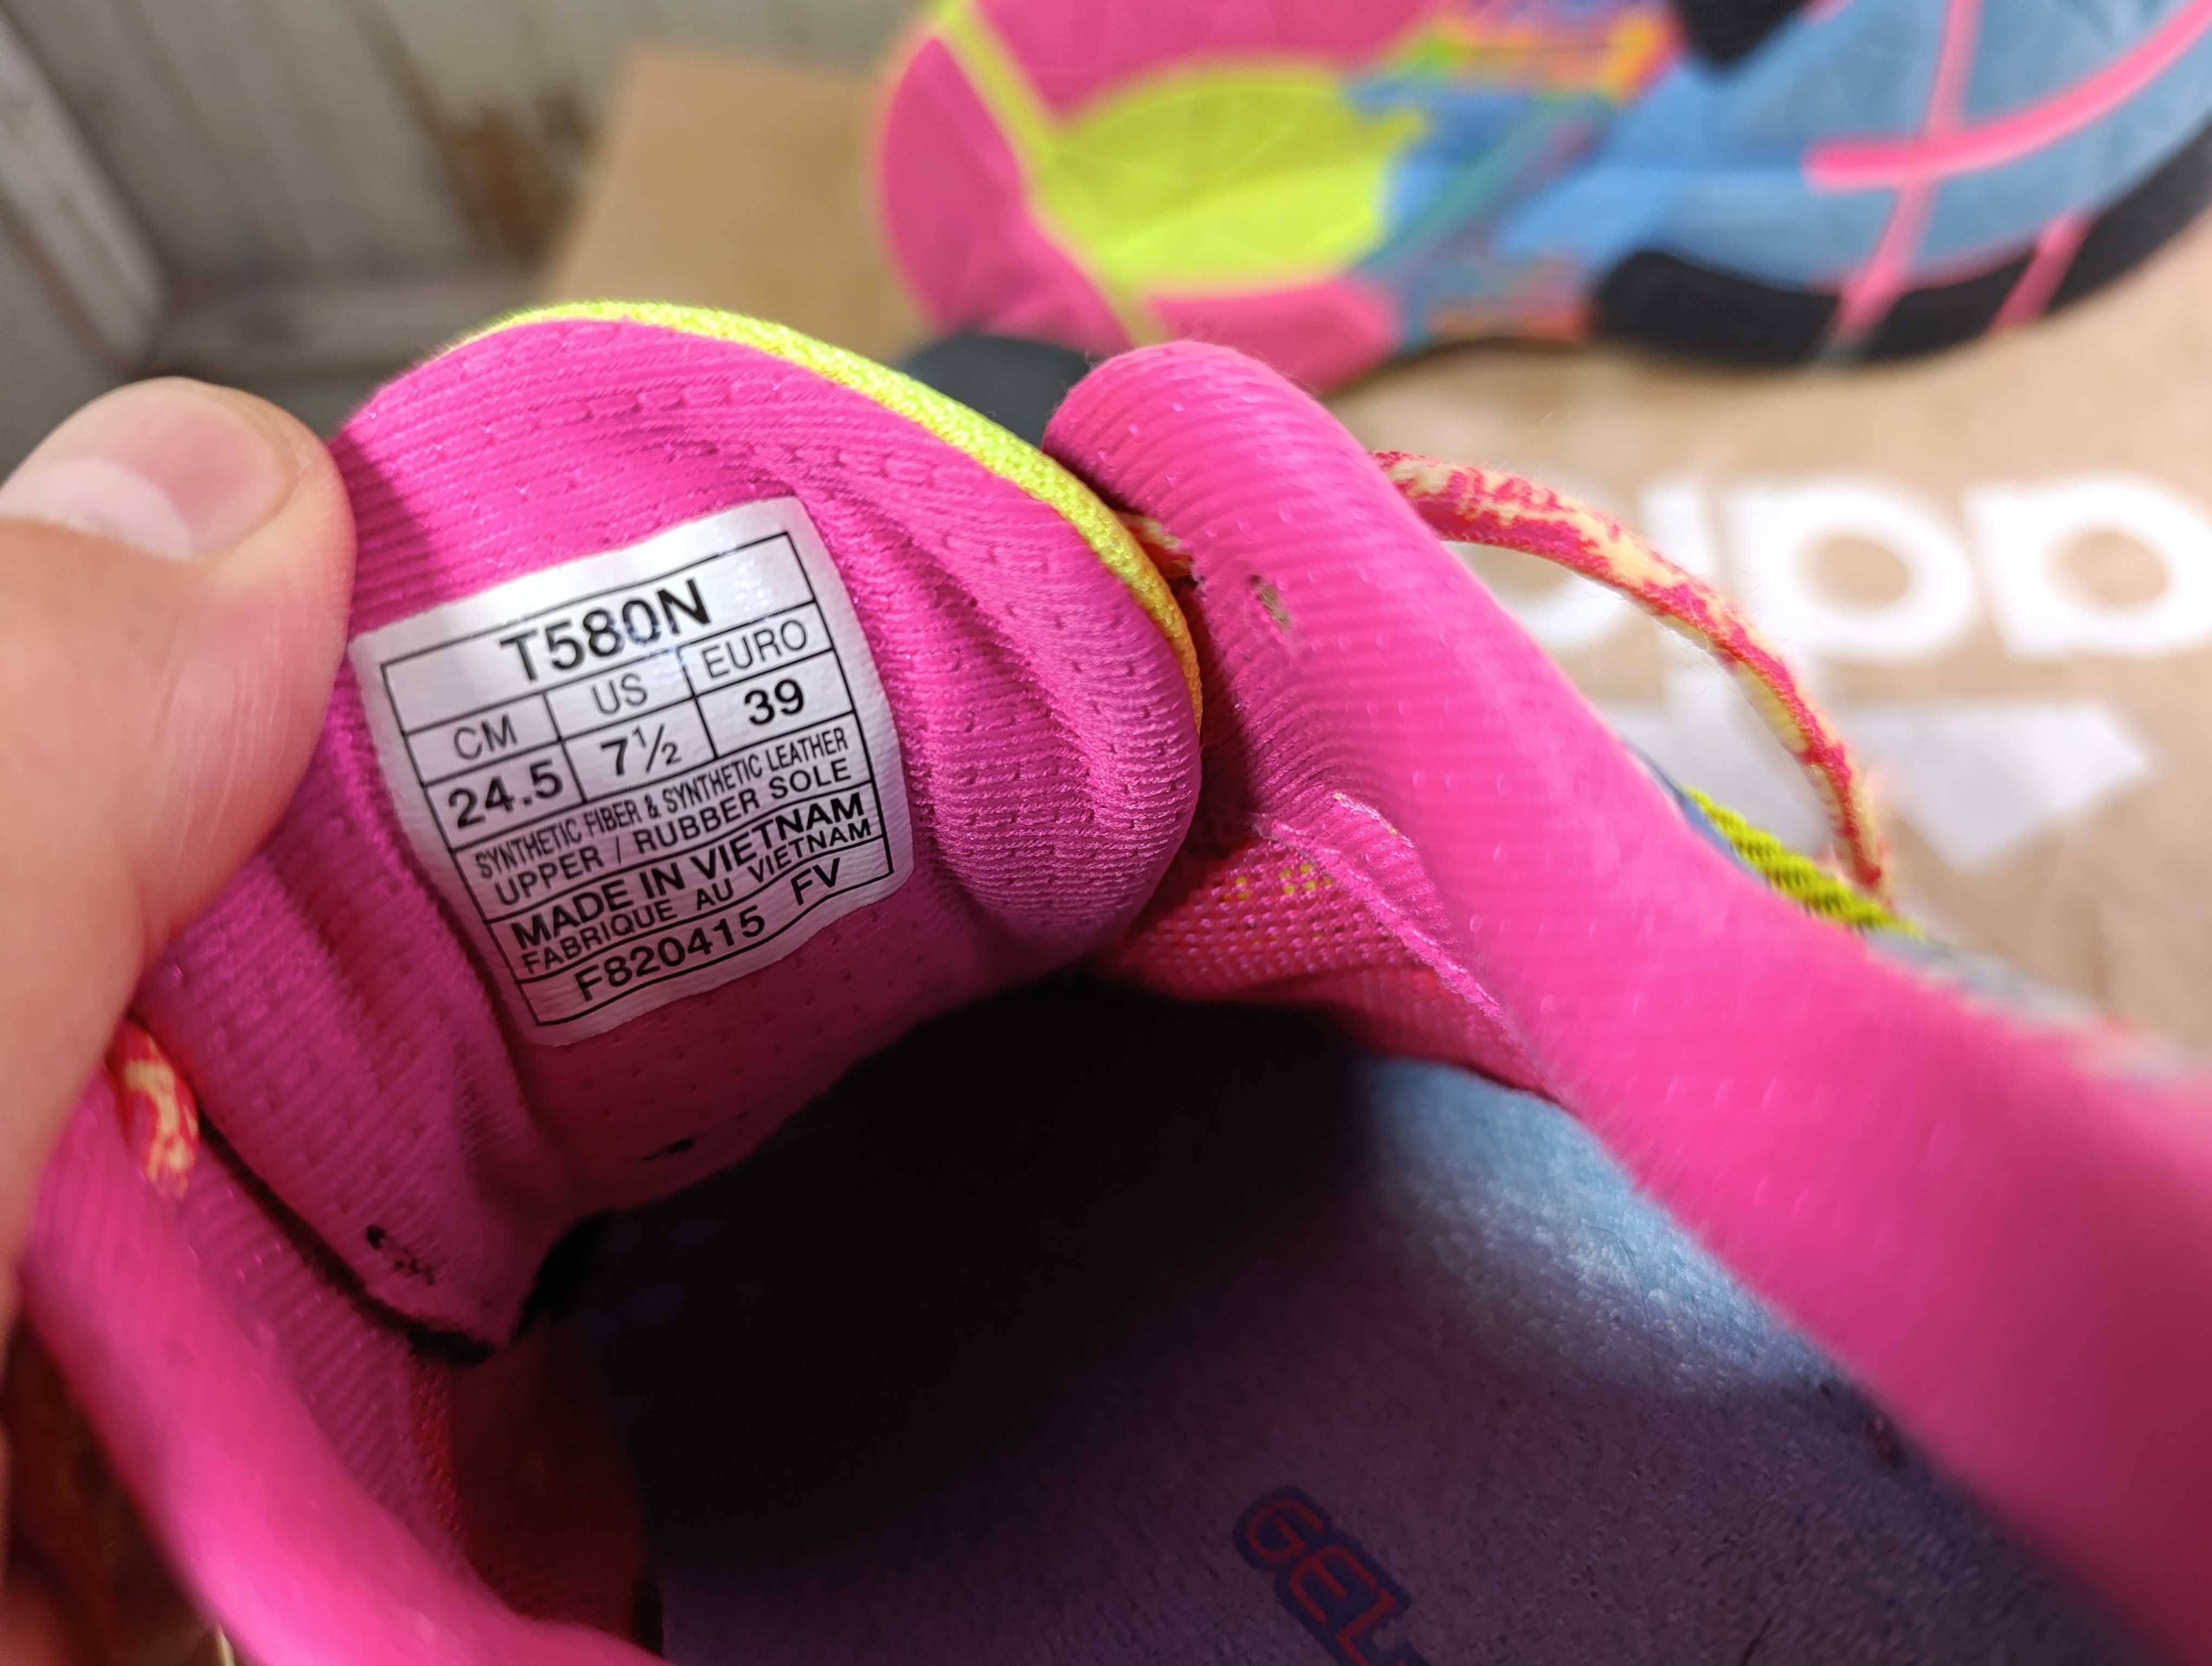 T580N
CM US EURO
24.5 7½ 39
SYNTHETIC FIBER & SYNTHETIC LEATHER
UPPER / RUBBER SOLE
MADE IN VIETNAM
FABRIQUE AU VIETNAM
F820415 FV
GEL